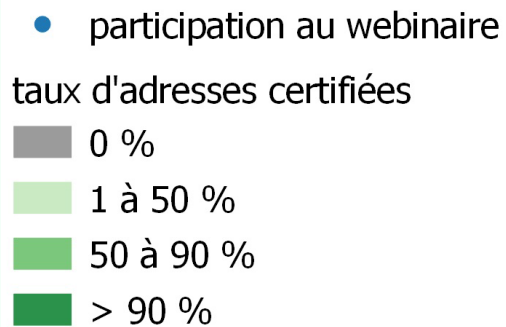 participation au webinaire
taux d'adresses certifiées
0 %
1 à 50 %
50 à 90 %
> 90 %